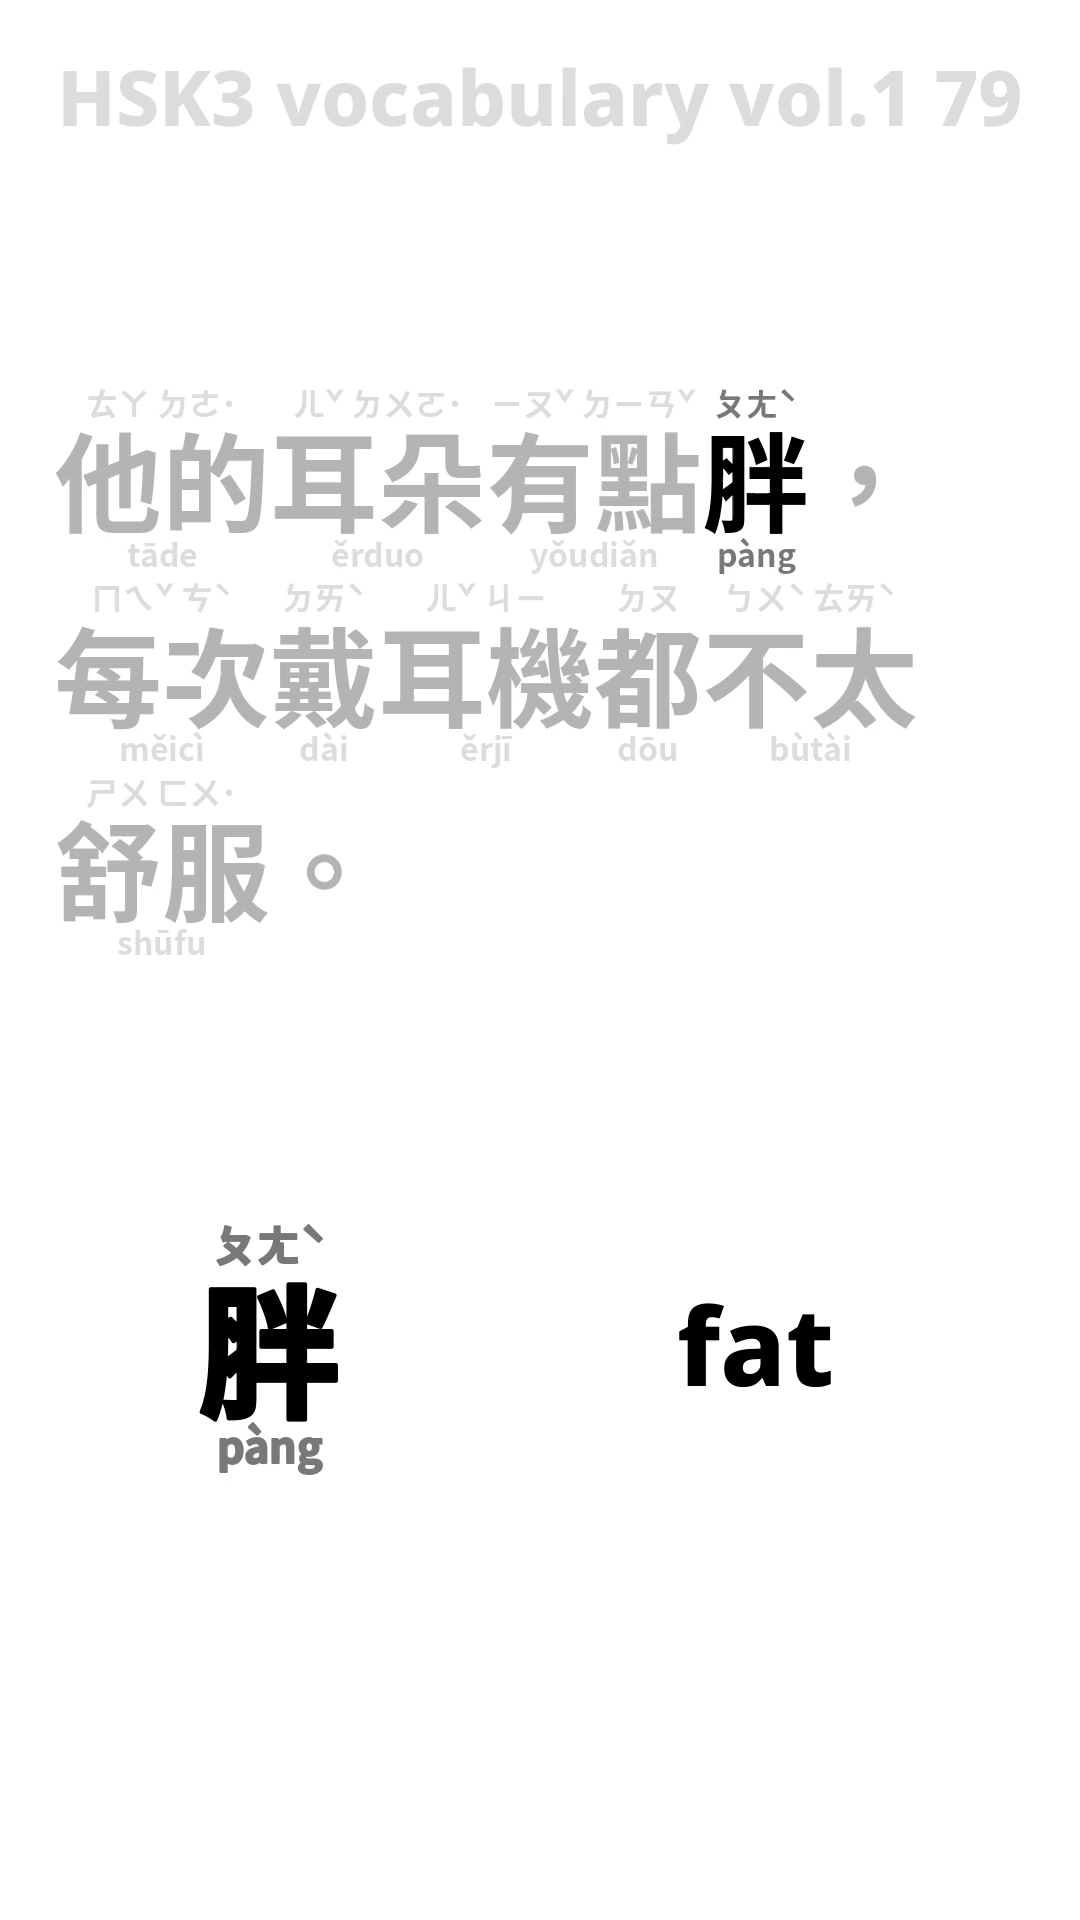 HSK3 vocabulary vol.1 79
ㄊㄚ ㄉㄜ˙ ㄦˇ ㄉㄨㄛ˙ ㄧㄡˇ ㄉㄧㄢˇ ㄆㄤˋ
他的耳朵有點胖，
tāde ěrduo yǒudiǎn pàng
ㄇㄟˇ ㄘˋ ㄉㄞˋ ㄦˇ ㄐㄧ ㄉㄡ ㄅㄨˋ ㄊㄞˋ
每次戴耳機都不太
měicì dài ěrjī dōu bùtài
ㄕㄨ ㄈㄨ˙
舒服。
shūfu
ㄆㄤˋ
胖 fat
pàng